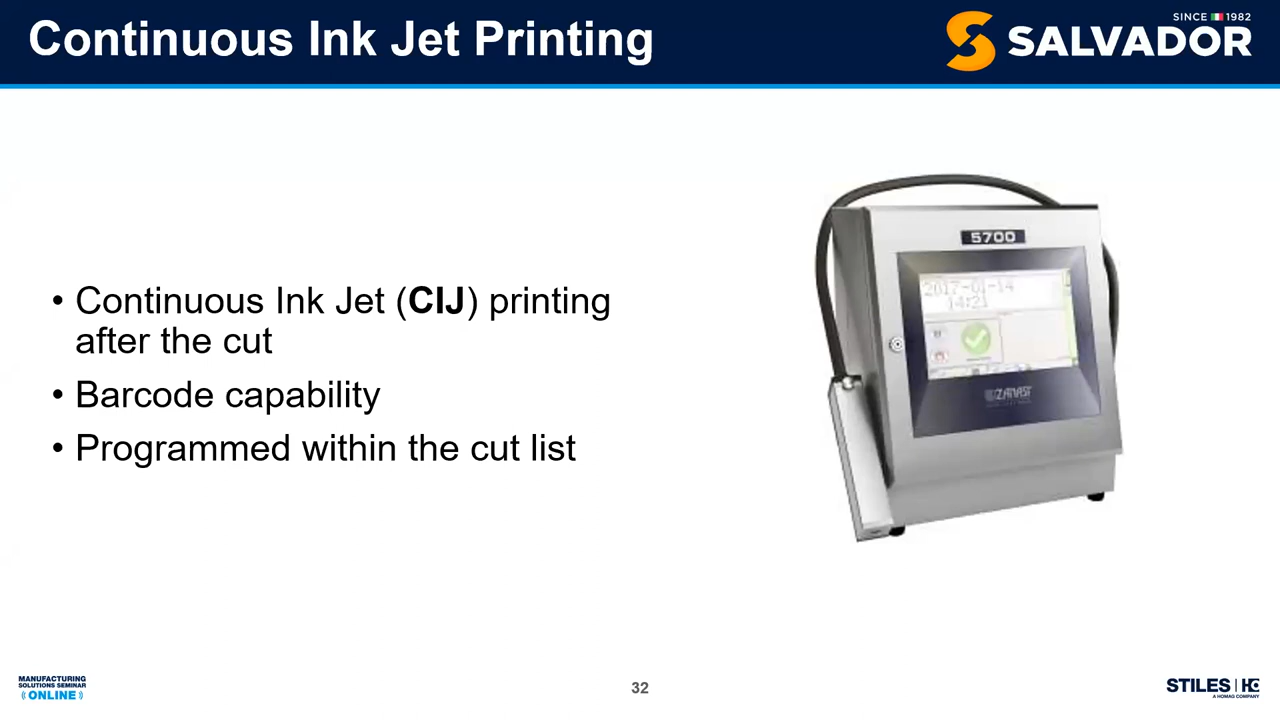 Continuous Ink Jet Printing
SINCE 1982
SALVADOR
• Continuous Ink Jet (CIJ) printing
after the cut
• Barcode capability
• Programmed within the cut list
5700
2017-01-14
14:21
ZANASI
MANUFACTURING
SOLUTIONS SEMINAR
ONLINE
32
STILES
A HOMAG COMPANY